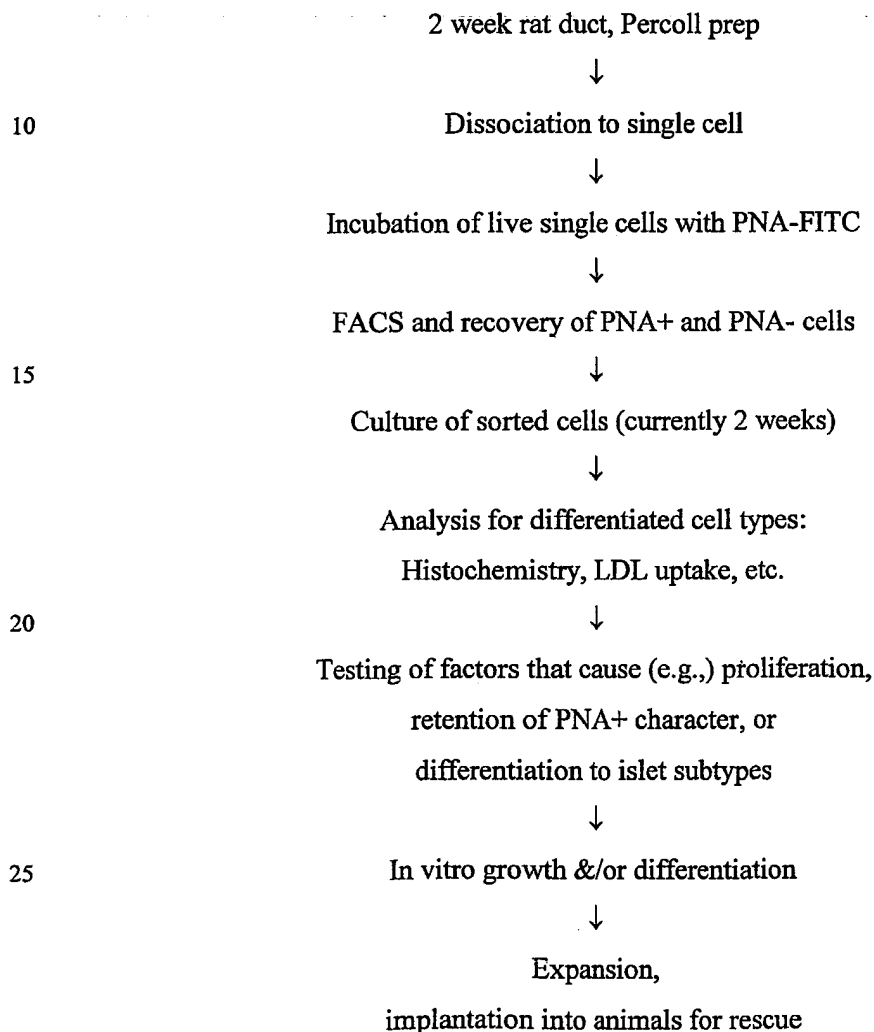 2 week rat duct, Percoll prep
↓
10 Dissociation to single cell
↓
Incubation of live single cells with PNA-FITC
↓
FACS and recovery of PNA+ and PNA- cells
15 ↓
Culture of sorted cells (currently 2 weeks)
↓
Analysis for differentiated cell types:
Histochemistry, LDL uptake, etc.
20 ↓
Testing of factors that cause (e.g.,) proliferation,
retention of PNA+ character, or
differentiation to islet subtypes
↓
25 In vitro growth &/or differentiation
↓
Expansion,
implantation into animals for rescue